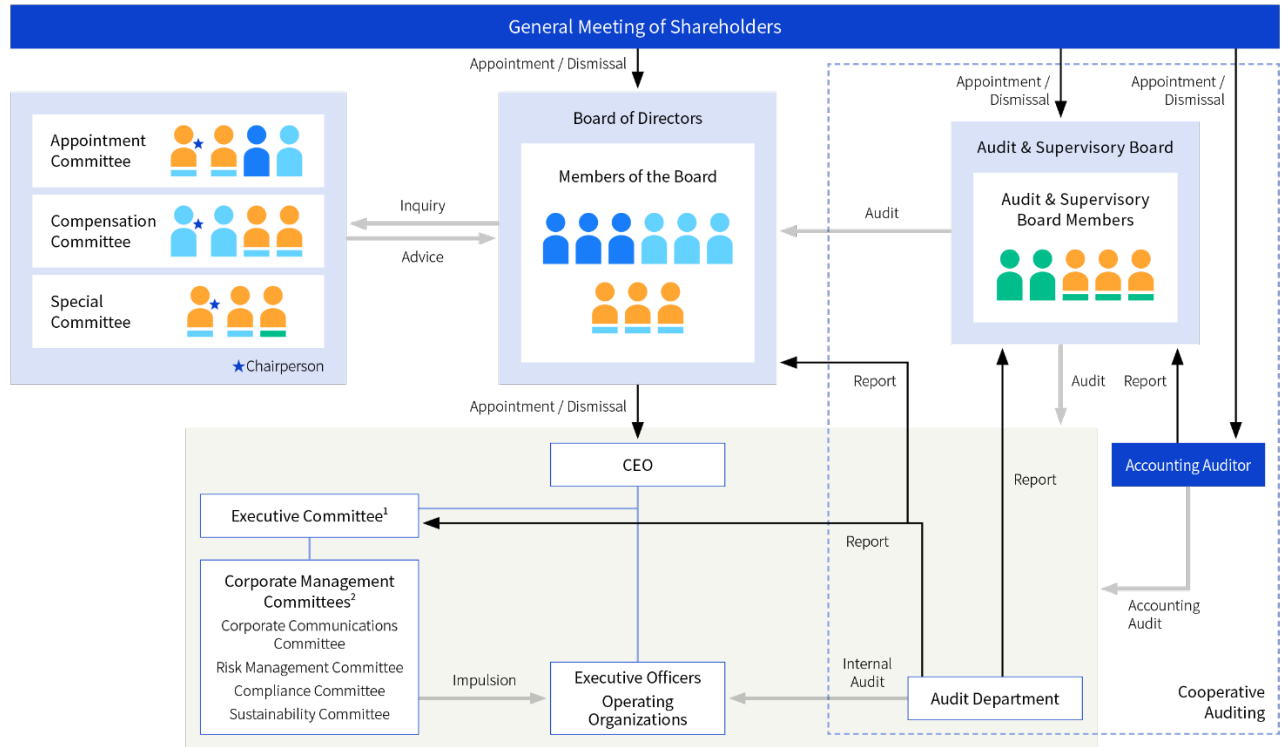 General Meeting of Shareholders
Appointment / Dismissal
Appointment /
Dismissal
Appointment /
Dismissal
Appointment
Committee
Compensation
Committee
Special
Committee
★Chairperson
Inquiry
Advice
Board of Directors
Members of the Board
Audit
Audit & Supervisory Board
Audit & Supervisory
Board Members
Report
Audit
Report
Appointment / Dismissal
CEO
Accounting Auditor
Report
Executive Committee¹
Report
Corporate Management
Committees²
Corporate Communications
Committee
Risk Management Committee
Compliance Committee
Sustainability Committee
Impulsion
Executive Officers
Operating
Organizations
Internal
Audit
Audit Department
Accounting
Audit
Cooperative
Auditing